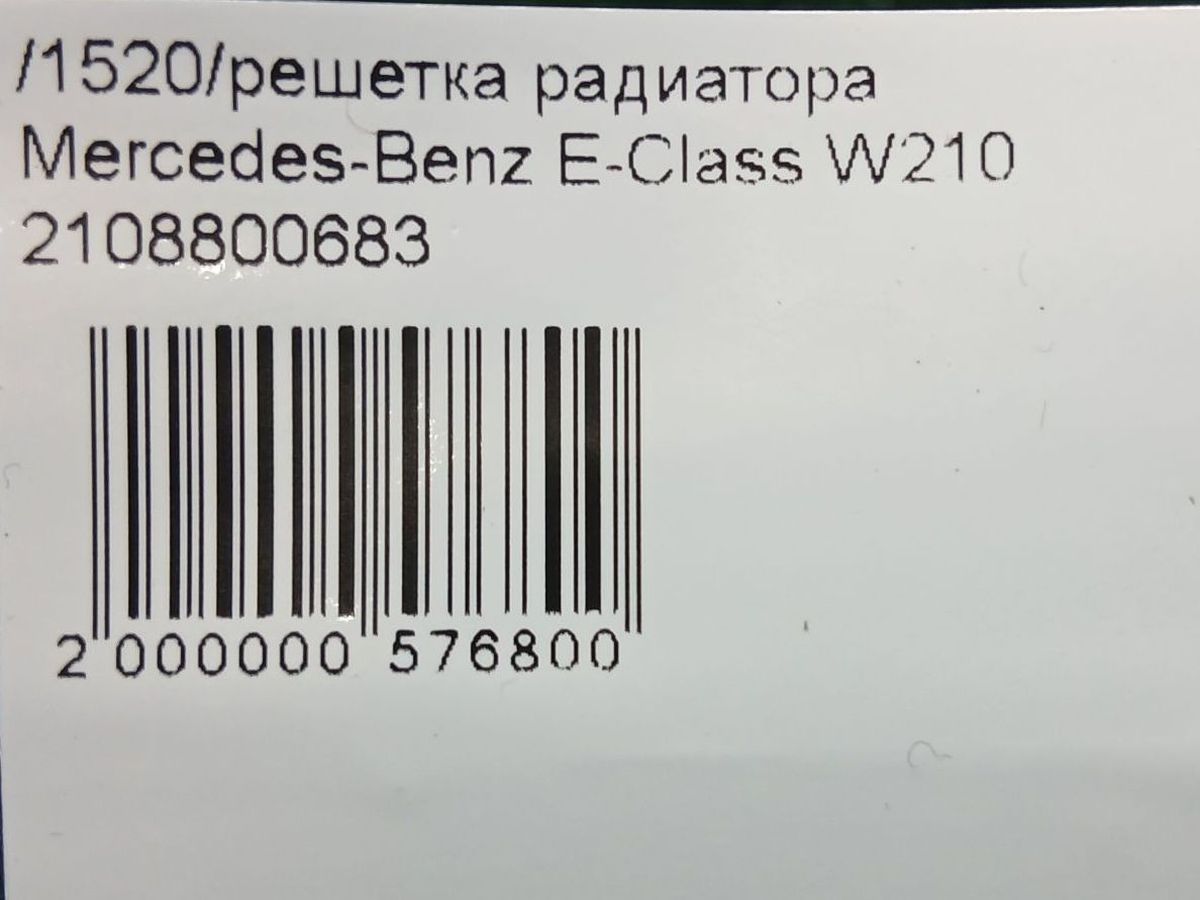 /1520/решетка радиатора
Mercedes-Benz E-Class W210
2108800683
2 000000 576800